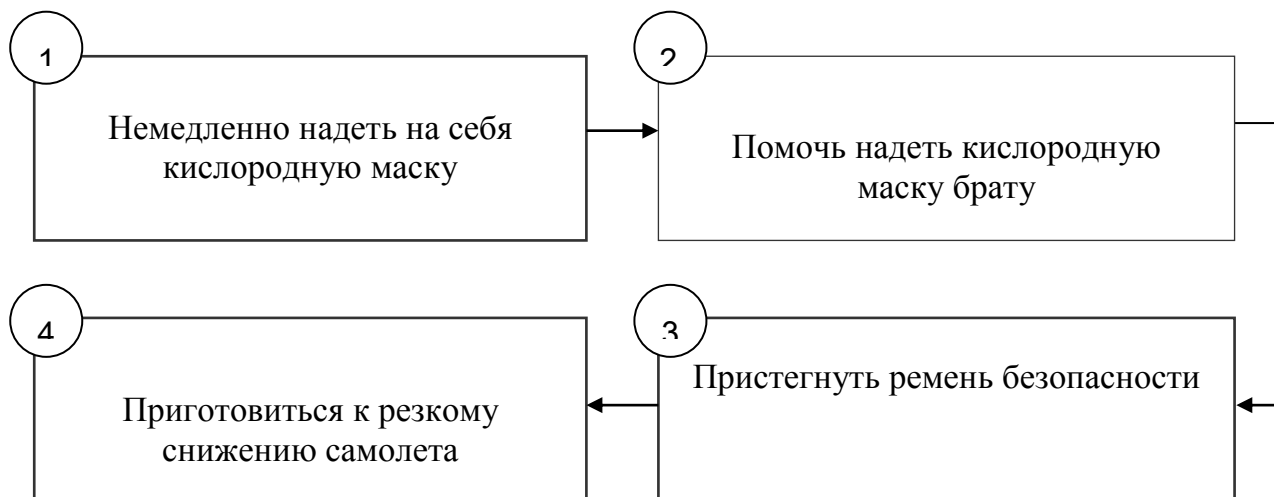 1
Немедленно надеть на себя
кислородную маску
2
Помочь надеть кислородную
маску брату
4
Приготовиться к резкому
снижению самолета
3
Пристегнуть ремень безопасности